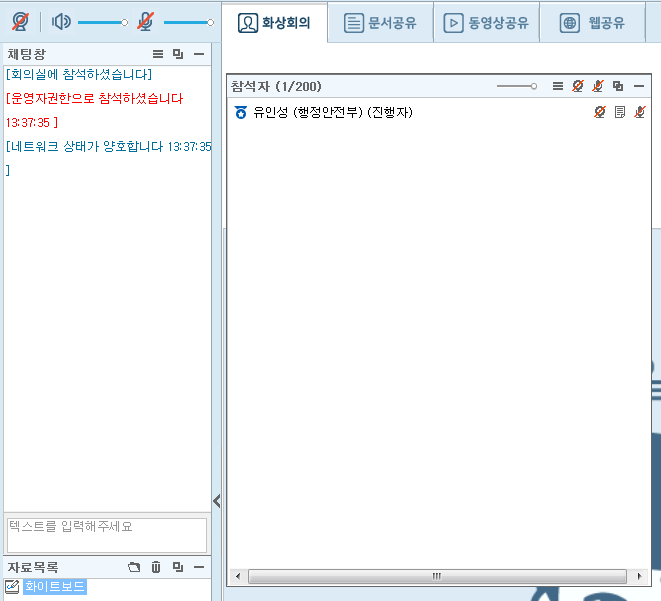 화상회의
문서공유
동영상공유
웹공유
채팅창
[회의실에 참석하셨습니다]
[운영자권한으로 참석하셨습니다
13:37:35 ]
[네트워크 상태가 양호합니다 13:37:35
]
텍스트를 입력해주세요
자료목록
화이트보드
참석자 (1/200)
유인성 (행정안전부) (진행자)